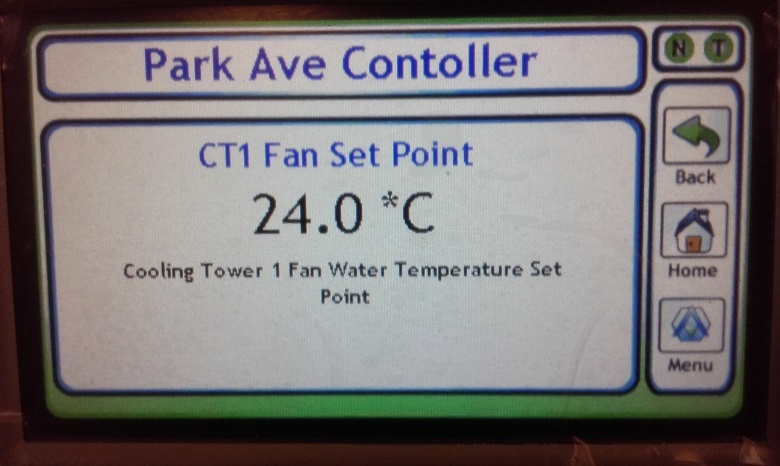 Park Ave Contoller
N T
CT1 Fan Set Point
24.0 *C
Cooling Tower 1 Fan Water Temperature Set
Point
Back
Home
Menu